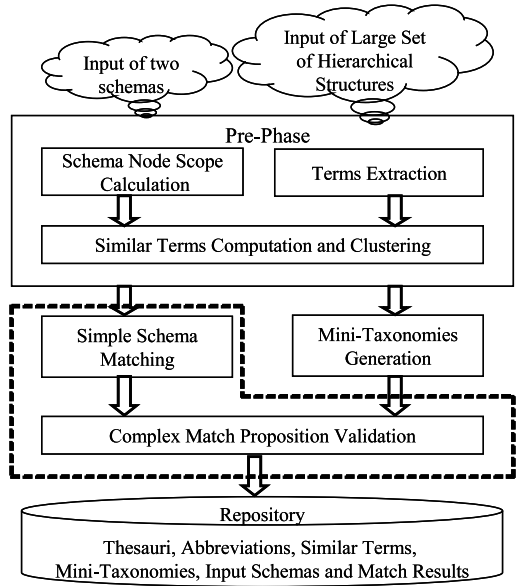 Input of two
schemas
Input of Large Set
of Hierarchical
Structures
Pre-Phase
Schema Node Scope
Calculation
Terms Extraction
Similar Terms Computation and Clustering
Simple Schema
Matching
Mini-Taxonomies
Generation
Complex Match Proposition Validation
Repository
Thesauri, Abbreviations, Similar Terms,
Mini-Taxonomies, Input Schemas and Match Results